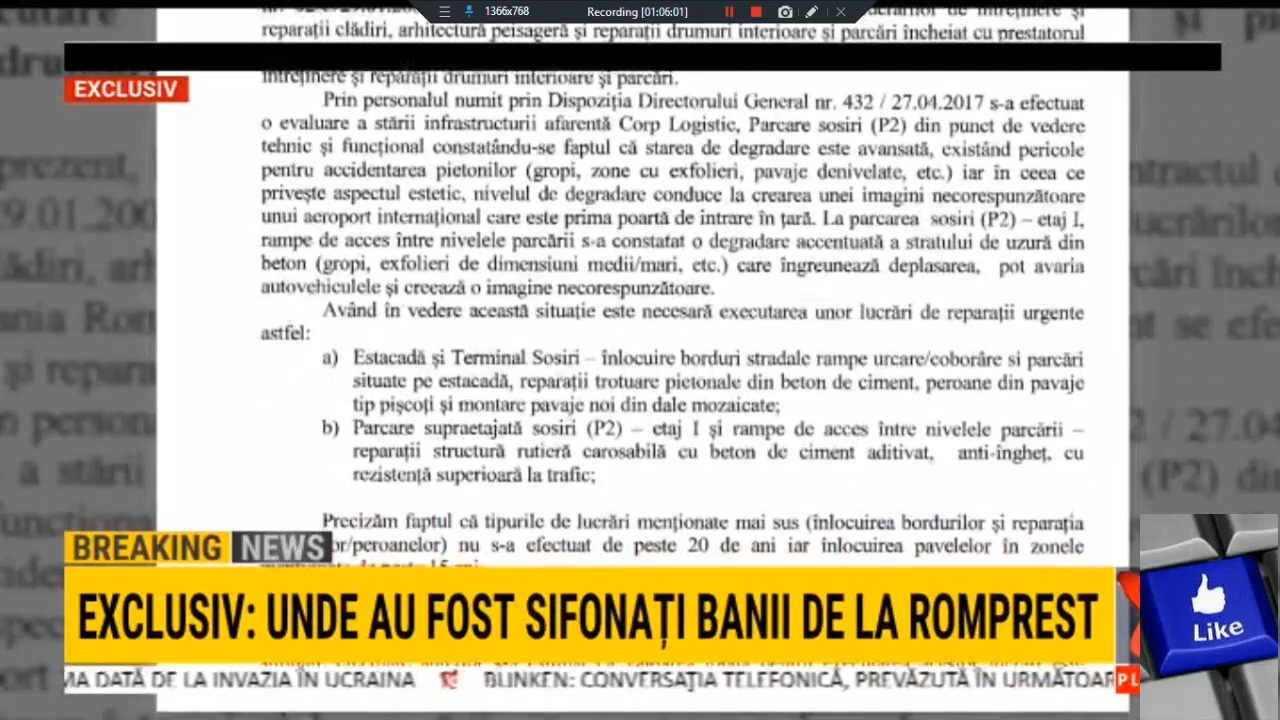 1366x768
Recording [01:06:01]
reparații clădiri, arhitectură peisageră și reparații drumuri interioare și parcări încheiat cu prestatorul
întreținere și reparații drumuri interioare și parcări.
EXCLUSIV
Prin personalul numit prin Dispoziția Directorului General nr. 432 / 27.04.2017 s-a efectuat
o evaluare a stării infrastructurii afarentă Corp Logistic, Parcare sosiri (P2) din punct de vedere
tehnic și funcțional constatându-se faptul că starea de degradare este avansată, existând pericole
pentru accidentarea pietonilor (gropi, zone cu exfolieri, pavaje denivelate, etc.) iar în ceea ce
privește aspectul estetic, nivelul de degradare conduce la crearea unei imagini necorespunzătoare
unui aeroport internațional care este prima poartă de intrare în țară. La parcarea sosiri (P2) – etaj I,
rampe de acces între nivelele parcării s-a constatat o degradare accentuată a stratului de uzură din
beton (gropi, exfolieri de dimensiuni medii/mari, etc.) care îngreunează deplasarea, pot avaria
autovehiculele și creează o imagine necorespunzătoare.
Având în vedere această situație este necesară executarea unor lucrări de reparații urgente
astfel:
a) Estacadă și Terminal Sosiri – înlocuire borduri stradale rampe urcare/coborâre si parcări
situate pe estacadă, reparații trotuare pietonale din beton de ciment, peroane din pavaje
tip pișcoți și montare pavaje noi din dale mozaicate;
b) Parcare supraetajată sosiri (P2) – etaj I și rampe de acces între nivelele parcării –
reparații structură rutieră carosabilă cu beton de ciment aditivat, anti-îngheț, cu
rezistență superioară la trafic;
Precizăm faptul că tipurile de lucrări menționate mai sus (înlocuirea bordurilor și reparația
or/peroanelor) nu s-a efectuat de peste 20 de ani iar înlocuirea pavelelor în zonele
BREAKING NEWS
EXCLUSIV: UNDE AU FOST SIFONAȚI BANII DE LA ROMPREST
Like
MA DATĂ DE LA INVAZIA ÎN UCRAINA BLINKEN: CONVERSAȚIA TELEFONICĂ, PREVĂZUTĂ ÎN URMĂTOAR